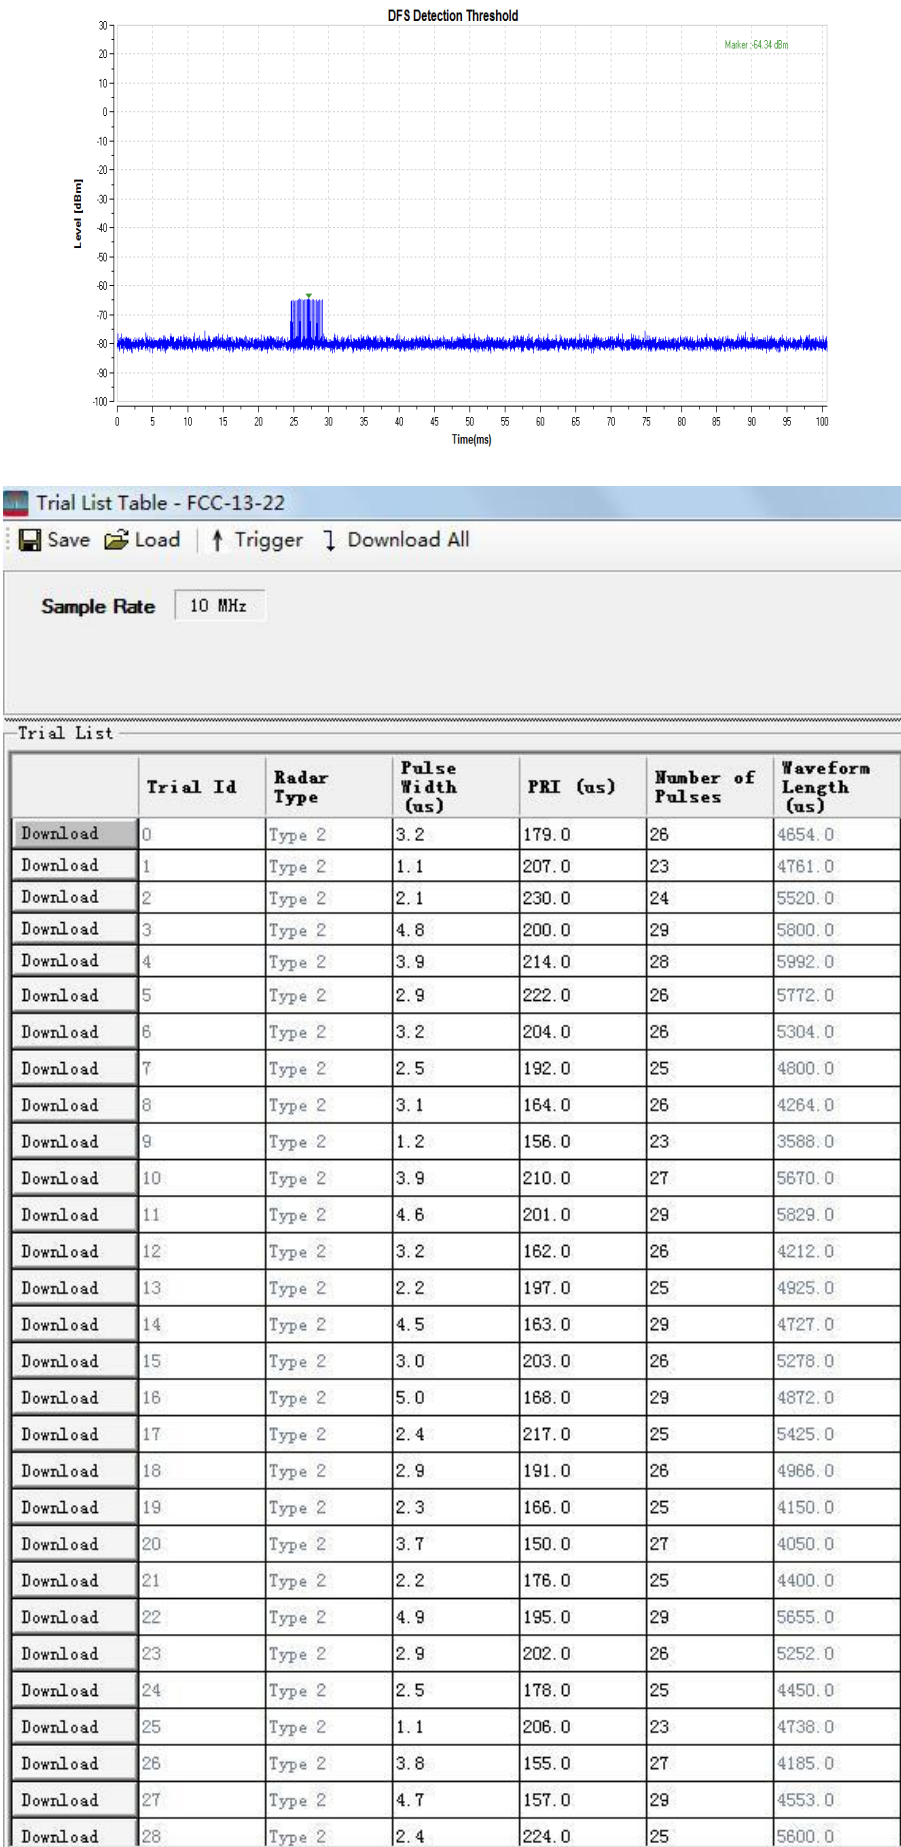 DFS Detection Threshold
Marker :-64.34 dBm
30
20
10
0
-10
-20
-30
-40
-50
-60
-70
-80
-90
-100
Level [dBm]
0 5 10 15 20 25 30 35 40 45 50 55 60 65 70 75 80 85 90 95 100
Time(ms)
Trial List Table - FCC-13-22
Save Load Trigger Download All
Sample Rate 10 MHz
Trial List
Trial Id Radar Type Pulse Width (us) PRI (us) Number of Pulses Waveform Length (us)
Download 0 Type 2 3.2 179.0 26 4654.0
Download 1 Type 2 1.1 207.0 23 4761.0
Download 2 Type 2 2.1 230.0 24 5520.0
Download 3 Type 2 4.8 200.0 29 5800.0
Download 4 Type 2 3.9 214.0 28 5992.0
Download 5 Type 2 2.9 222.0 26 5772.0
Download 6 Type 2 3.2 204.0 26 5304.0
Download 7 Type 2 2.5 192.0 25 4800.0
Download 8 Type 2 3.1 164.0 26 4264.0
Download 9 Type 2 1.2 156.0 23 3588.0
Download 10 Type 2 3.9 210.0 27 5670.0
Download 11 Type 2 4.6 201.0 29 5829.0
Download 12 Type 2 3.2 162.0 26 4212.0
Download 13 Type 2 2.2 197.0 25 4925.0
Download 14 Type 2 4.5 163.0 29 4727.0
Download 15 Type 2 3.0 203.0 26 5278.0
Download 16 Type 2 5.0 168.0 29 4872.0
Download 17 Type 2 2.4 217.0 25 5425.0
Download 18 Type 2 2.9 191.0 26 4966.0
Download 19 Type 2 2.3 166.0 25 4150.0
Download 20 Type 2 3.7 150.0 27 4050.0
Download 21 Type 2 2.2 176.0 25 4400.0
Download 22 Type 2 4.9 195.0 29 5655.0
Download 23 Type 2 2.9 202.0 26 5252.0
Download 24 Type 2 2.5 178.0 25 4450.0
Download 25 Type 2 1.1 206.0 23 4738.0
Download 26 Type 2 3.8 155.0 27 4185.0
Download 27 Type 2 4.7 157.0 29 4553.0
Download 28 Type 2 2.4 224.0 25 5600.0